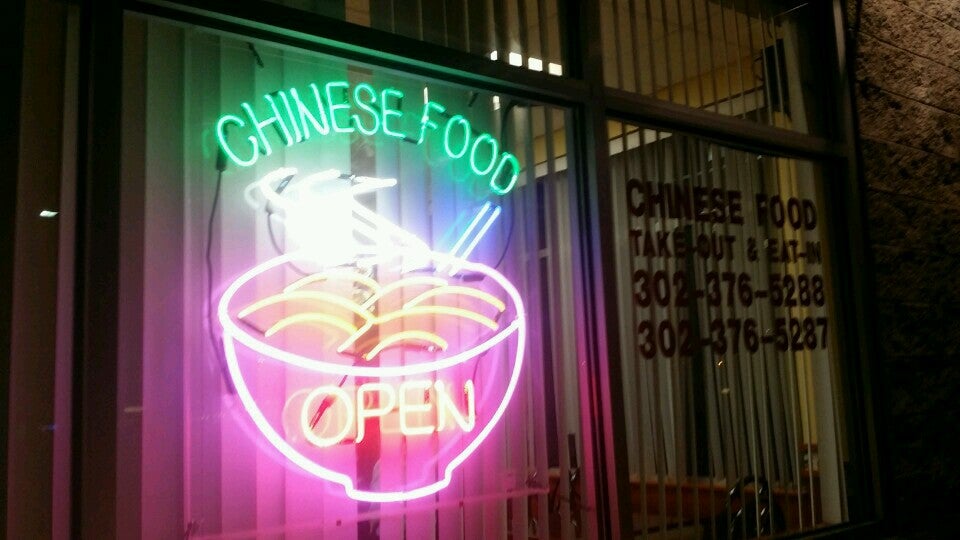 CHINESE FOOD
OPEN
CHINESE FOOD
TAKE-OUT & EAT-IN
302-376-5288
302-376-5287